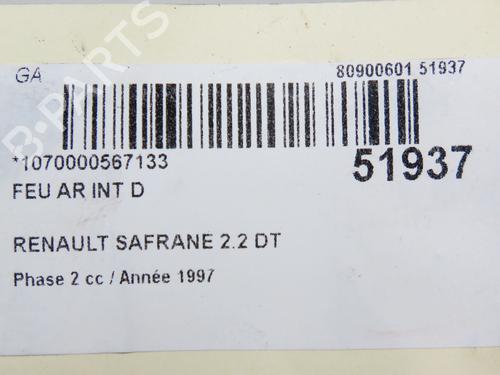 GA
80900601 51937
*1070000567133
51937
FEU AR INT D
RENAULT SAFRANE 2.2 DT
Phase 2 cc / Année 1997
B-PARTS